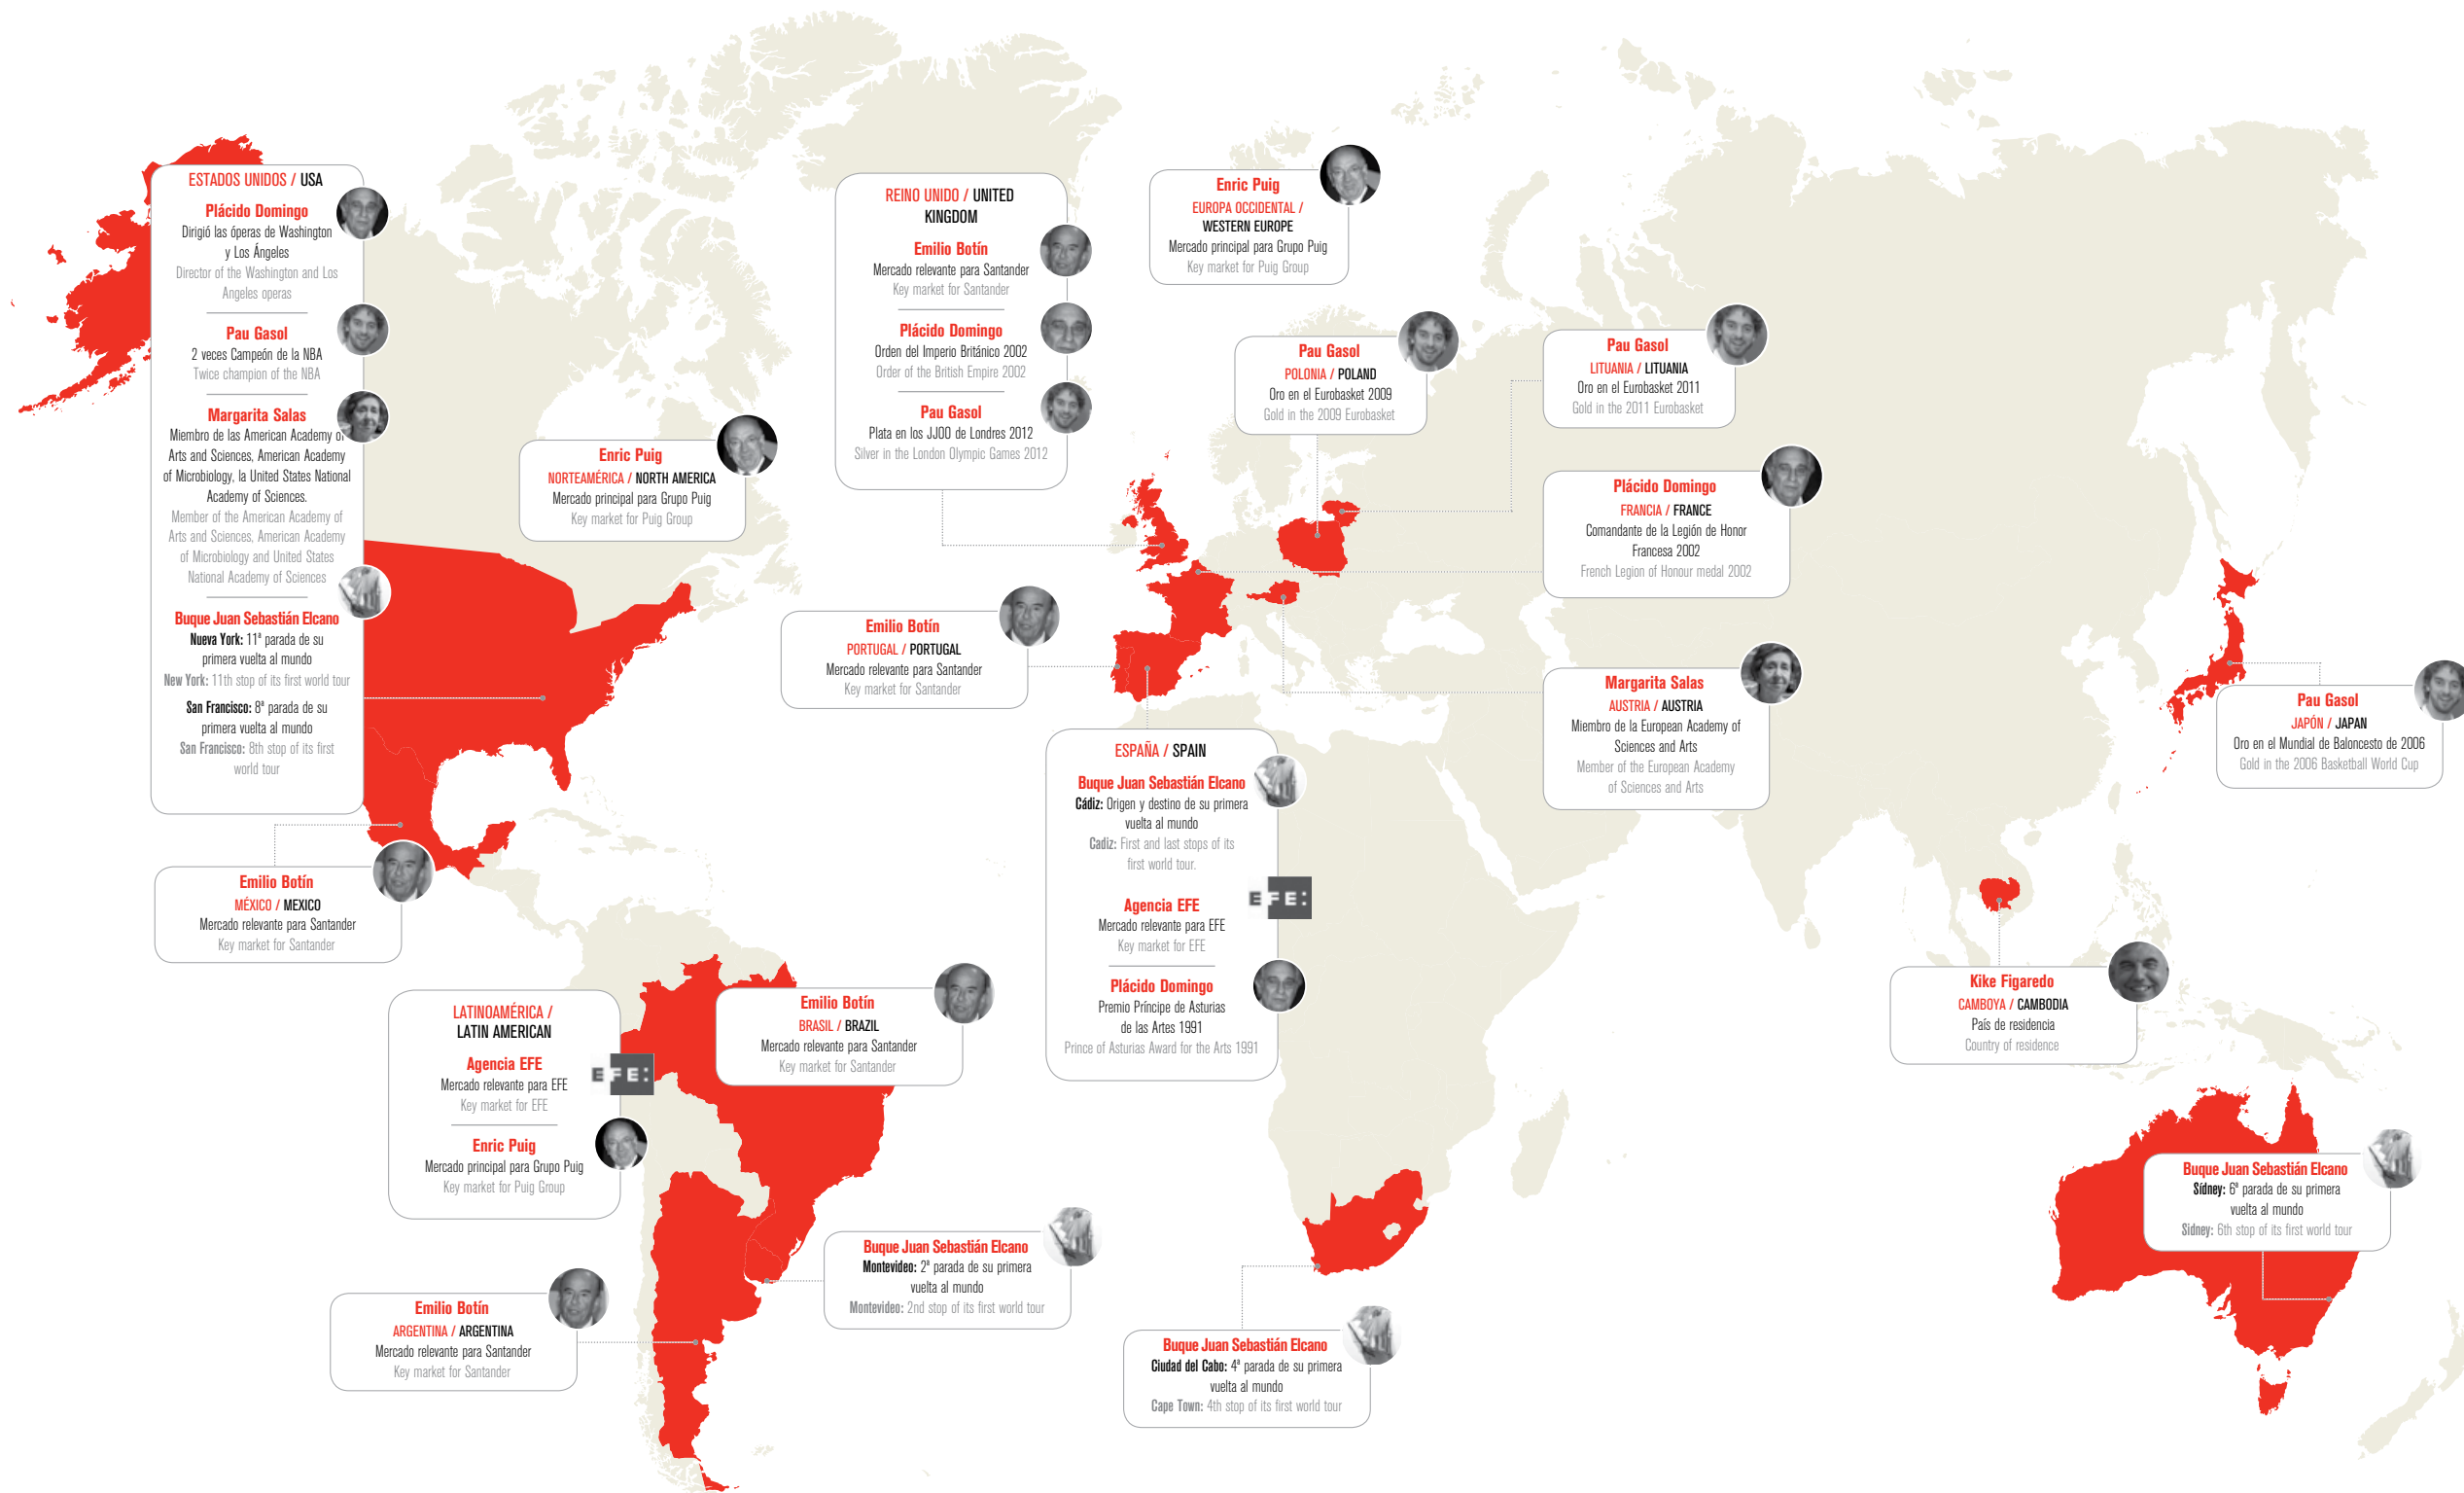 ESTADOS UNIDOS / USA
Plácido Domingo
Dirigió las óperas de Washington
y Los Ángeles
Director of the Washington and Los
Angeles operas
Pau Gasol
2 veces Campeón de la NBA
Twice champion of the NBA
Margarita Salas
Miembro de las American Academy of
Arts and Sciences, American Academy
of Microbiology, la United States National
Academy of Sciences.
Member of the American Academy of
Arts and Sciences, American Academy
of Microbiology and United States
National Academy of Sciences
Buque Juan Sebastián Elcano
Nueva York: 11ª parada de su
primera vuelta al mundo
New York: 11th stop of its first world tour
San Francisco: 8ª parada de su
primera vuelta al mundo
San Francisco: 8th stop of its first
world tour
Enric Puig
NORTEAMÉRICA / NORTH AMERICA
Mercado principal para Grupo Puig
Key market for Puig Group
REINO UNIDO / UNITED
KINGDOM
Emilio Botín
Mercado relevante para Santander
Key market for Santander
Plácido Domingo
Orden del Imperio Británico 2002
Order of the British Empire 2002
Pau Gasol
Plata en los JJOO de Londres 2012
Silver in the London Olympic Games 2012
Enric Puig
EUROPA OCCIDENTAL /
WESTERN EUROPE
Mercado principal para Grupo Puig
Key market for Puig Group
Pau Gasol
POLONIA / POLAND
Oro en el Eurobasket 2009
Gold in the 2009 Eurobasket
Pau Gasol
LITUANIA / LITUANIA
Oro en el Eurobasket 2011
Gold in the 2011 Eurobasket
Plácido Domingo
FRANCIA / FRANCE
Comandante de la Legión de Honor
Francesa 2002
French Legion of Honour medal 2002
Emilio Botín
PORTUGAL / PORTUGAL
Mercado relevante para Santander
Key market for Santander
Margarita Salas
AUSTRIA / AUSTRIA
Miembro de la European Academy of
Sciences and Arts
Member of the European Academy
of Sciences and Arts
Pau Gasol
JAPÓN / JAPAN
Oro en el Mundial de Baloncesto de 2006
Gold in the 2006 Basketball World Cup
ESPAÑA / SPAIN
Buque Juan Sebastián Elcano
Cádiz: Origen y destino de su primera
vuelta al mundo
Cadiz: First and last stops of its
first world tour.
Agencia EFE
EFE:
Mercado relevante para EFE
Key market for EFE
Plácido Domingo
Premio Príncipe de Asturias
de las Artes 1991
Prince of Asturias Award for the Arts 1991
Emilio Botín
MÉXICO / MEXICO
Mercado relevante para Santander
Key market for Santander
LATINOAMÉRICA /
LATIN AMERICAN
Agencia EFE
EFE:
Mercado relevante para EFE
Key market for EFE
Enric Puig
Mercado principal para Grupo Puig
Key market for Puig Group
Emilio Botín
BRASIL / BRAZIL
Mercado relevante para Santander
Key market for Santander
Kike Figaredo
CAMBOYA / CAMBODIA
País de residencia
Country of residence
Buque Juan Sebastián Elcano
Sídney: 6ª parada de su primera
vuelta al mundo
Sidney: 6th stop of its first world tour
Buque Juan Sebastián Elcano
Montevideo: 2ª parada de su primera
vuelta al mundo
Montevideo: 2nd stop of its first world tour
Emilio Botín
ARGENTINA / ARGENTINA
Mercado relevante para Santander
Key market for Santander
Buque Juan Sebastián Elcano
Ciudad del Cabo: 4ª parada de su primera
vuelta al mundo
Cape Town: 4th stop of its first world tour